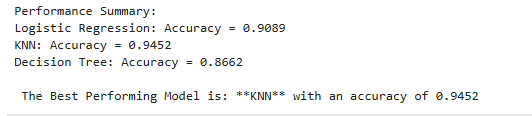 Performance Summary:
Logistic Regression: Accuracy = 0.9089
KNN: Accuracy = 0.9452
Decision Tree: Accuracy = 0.8662
The Best Performing Model is: **KNN** with an accuracy of 0.9452